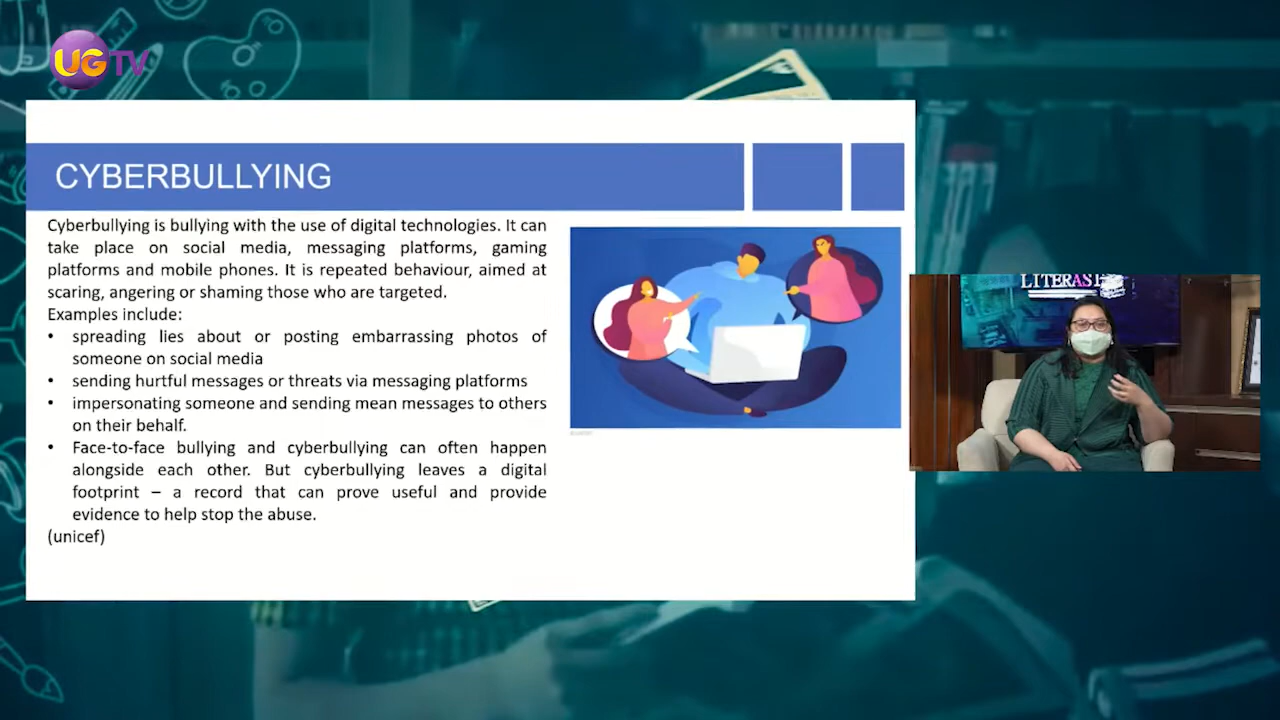 UGTV
CYBERBULLYING
Cyberbullying is bullying with the use of digital technologies. It can
take place on social media, messaging platforms, gaming
platforms and mobile phones. It is repeated behaviour, aimed at
scaring, angering or shaming those who are targeted.
Examples include:
• spreading lies about or posting embarrassing photos of
someone on social media
• sending hurtful messages or threats via messaging platforms
• impersonating someone and sending mean messages to others
on their behalf.
• Face-to-face bullying and cyberbullying can often happen
alongside each other. But cyberbullying leaves a digital
footprint – a record that can prove useful and provide
evidence to help stop the abuse.
(unicef)
LITERASI